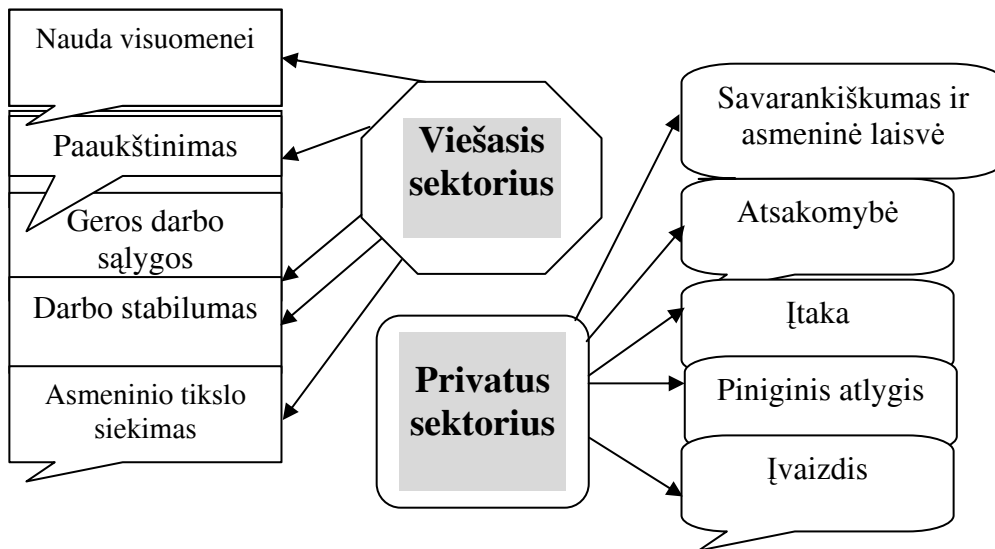 Nauda visuomenei
Paaukštinimas
Geros darbo
sąlygos
Darbo stabilumas
Asmeninio tikslo
siekimas
Viešasis
sektorius
Privatus
sektorius
Savarankiškumas ir
asmeninė laisvė
Atsakomybė
Įtaka
Piniginis atlygis
Įvaizdis